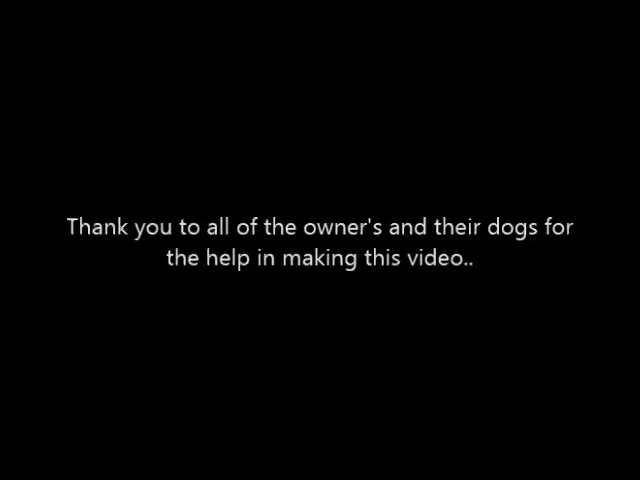 Thank you to all of the owner's and their dogs for
the help in making this video..